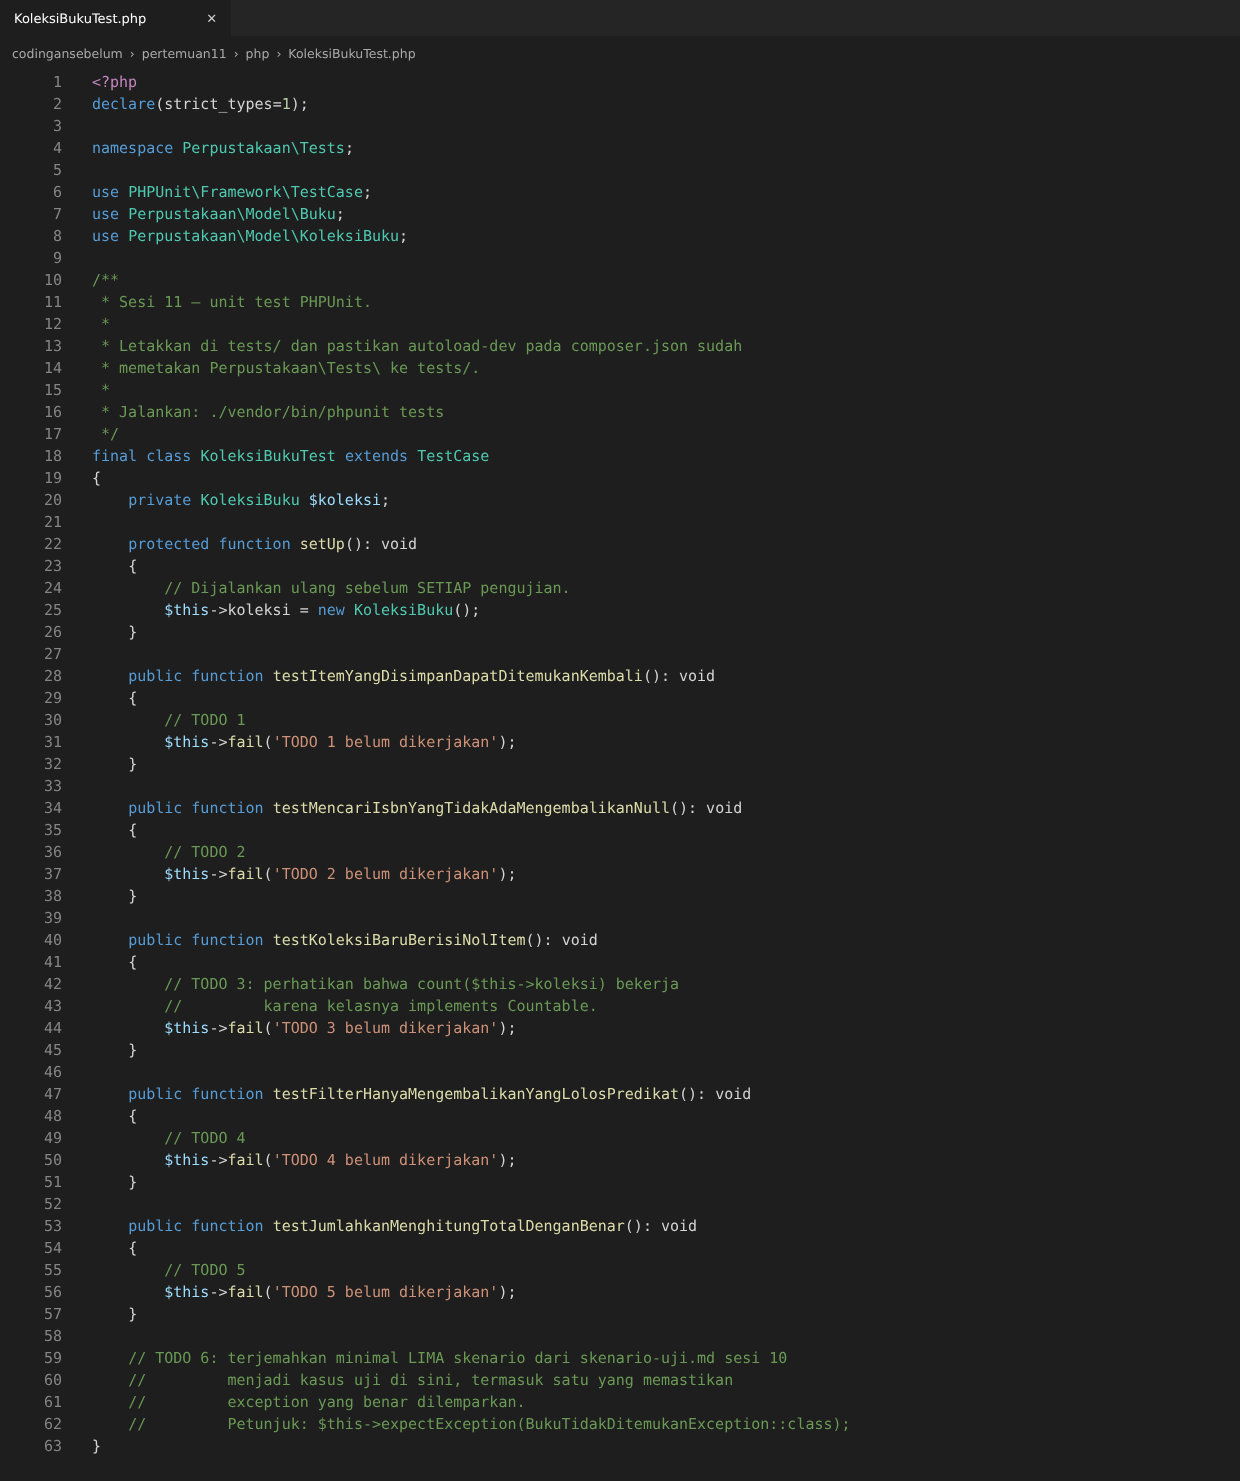 KoleksiBukuTest.php ×
codingansebelum › pertemuan11 › php › KoleksiBukuTest.php
1 <?php
2 declare(strict_types=1);
3
4 namespace Perpustakaan\Tests;
5
6 use PHPUnit\Framework\TestCase;
7 use Perpustakaan\Model\Buku;
8 use Perpustakaan\Model\KoleksiBuku;
9
10 /**
11  * Sesi 11 — unit test PHPUnit.
12  *
13  * Letakkan di tests/ dan pastikan autoload-dev pada composer.json sudah
14  * memetakan Perpustakaan\Tests\ ke tests/.
15  *
16  * Jalankan: ./vendor/bin/phpunit tests
17  */
18 final class KoleksiBukuTest extends TestCase
19 {
20     private KoleksiBuku $koleksi;
21
22     protected function setUp(): void
23     {
24         // Dijalankan ulang sebelum SETIAP pengujian.
25         $this->koleksi = new KoleksiBuku();
26     }
27
28     public function testItemYangDisimpanDapatDitemukanKembali(): void
29     {
30         // TODO 1
31         $this->fail('TODO 1 belum dikerjakan');
32     }
33
34     public function testMencariIsbnYangTidakAdaMengembalikanNull(): void
35     {
36         // TODO 2
37         $this->fail('TODO 2 belum dikerjakan');
38     }
39
40     public function testKoleksiBaruBerisiNolItem(): void
41     {
42         // TODO 3: perhatikan bahwa count($this->koleksi) bekerja
43         //         karena kelasnya implements Countable.
44         $this->fail('TODO 3 belum dikerjakan');
45     }
46
47     public function testFilterHanyaMengembalikanYangLolosPredikat(): void
48     {
49         // TODO 4
50         $this->fail('TODO 4 belum dikerjakan');
51     }
52
53     public function testJumlahkanMenghitungTotalDenganBenar(): void
54     {
55         // TODO 5
56         $this->fail('TODO 5 belum dikerjakan');
57     }
58
59     // TODO 6: terjemahkan minimal LIMA skenario dari skenario-uji.md sesi 10
60     //         menjadi kasus uji di sini, termasuk satu yang memastikan
61     //         exception yang benar dilemparkan.
62     //         Petunjuk: $this->expectException(BukuTidakDitemukanException::class);
63 }